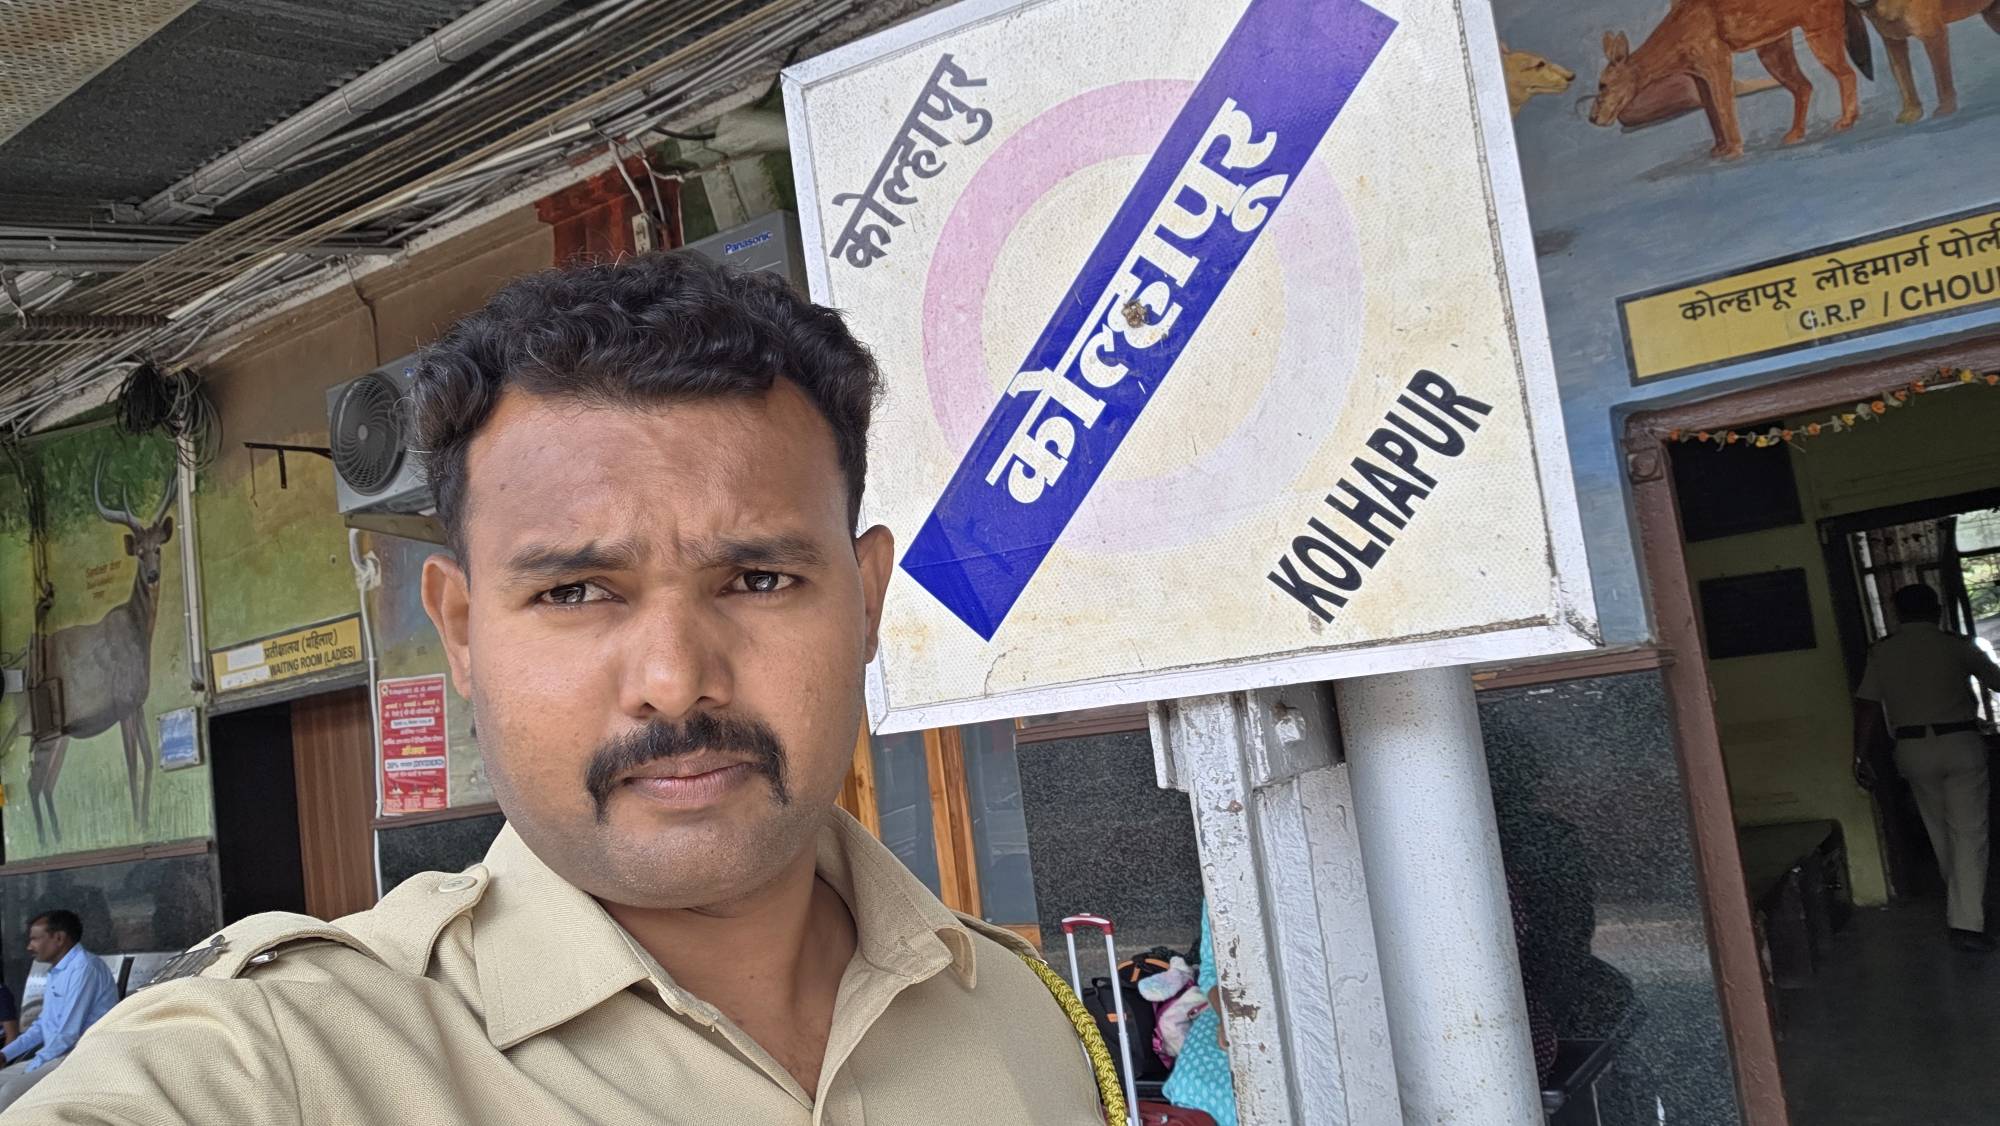 कोल्हापुर
कोल्हापूर
KOLHAPUR
Panasonic
कोल्हापूर लोहमार्ग पोली
G.R.P / CHOU
प्रतीक्षालय (महिलाए)
WAITING ROOM (LADIES)